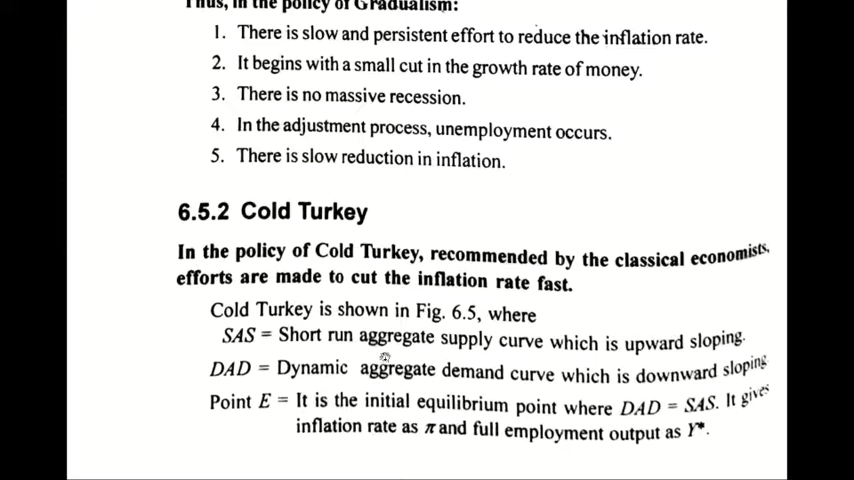 Thus, in the policy of Gradualism:
1. There is slow and persistent effort to reduce the inflation rate.
2. It begins with a small cut in the growth rate of money.
3. There is no massive recession.
4. In the adjustment process, unemployment occurs.
5. There is slow reduction in inflation.
6.5.2 Cold Turkey
In the policy of Cold Turkey, recommended by the classical economists,
efforts are made to cut the inflation rate fast.
Cold Turkey is shown in Fig. 6.5, where
SAS = Short run aggregate supply curve which is upward sloping.
DAD = Dynamic aggregate demand curve which is downward sloping
Point E = It is the initial equilibrium point where DAD = SAS. It gives
inflation rate as π and full employment output as Y*.